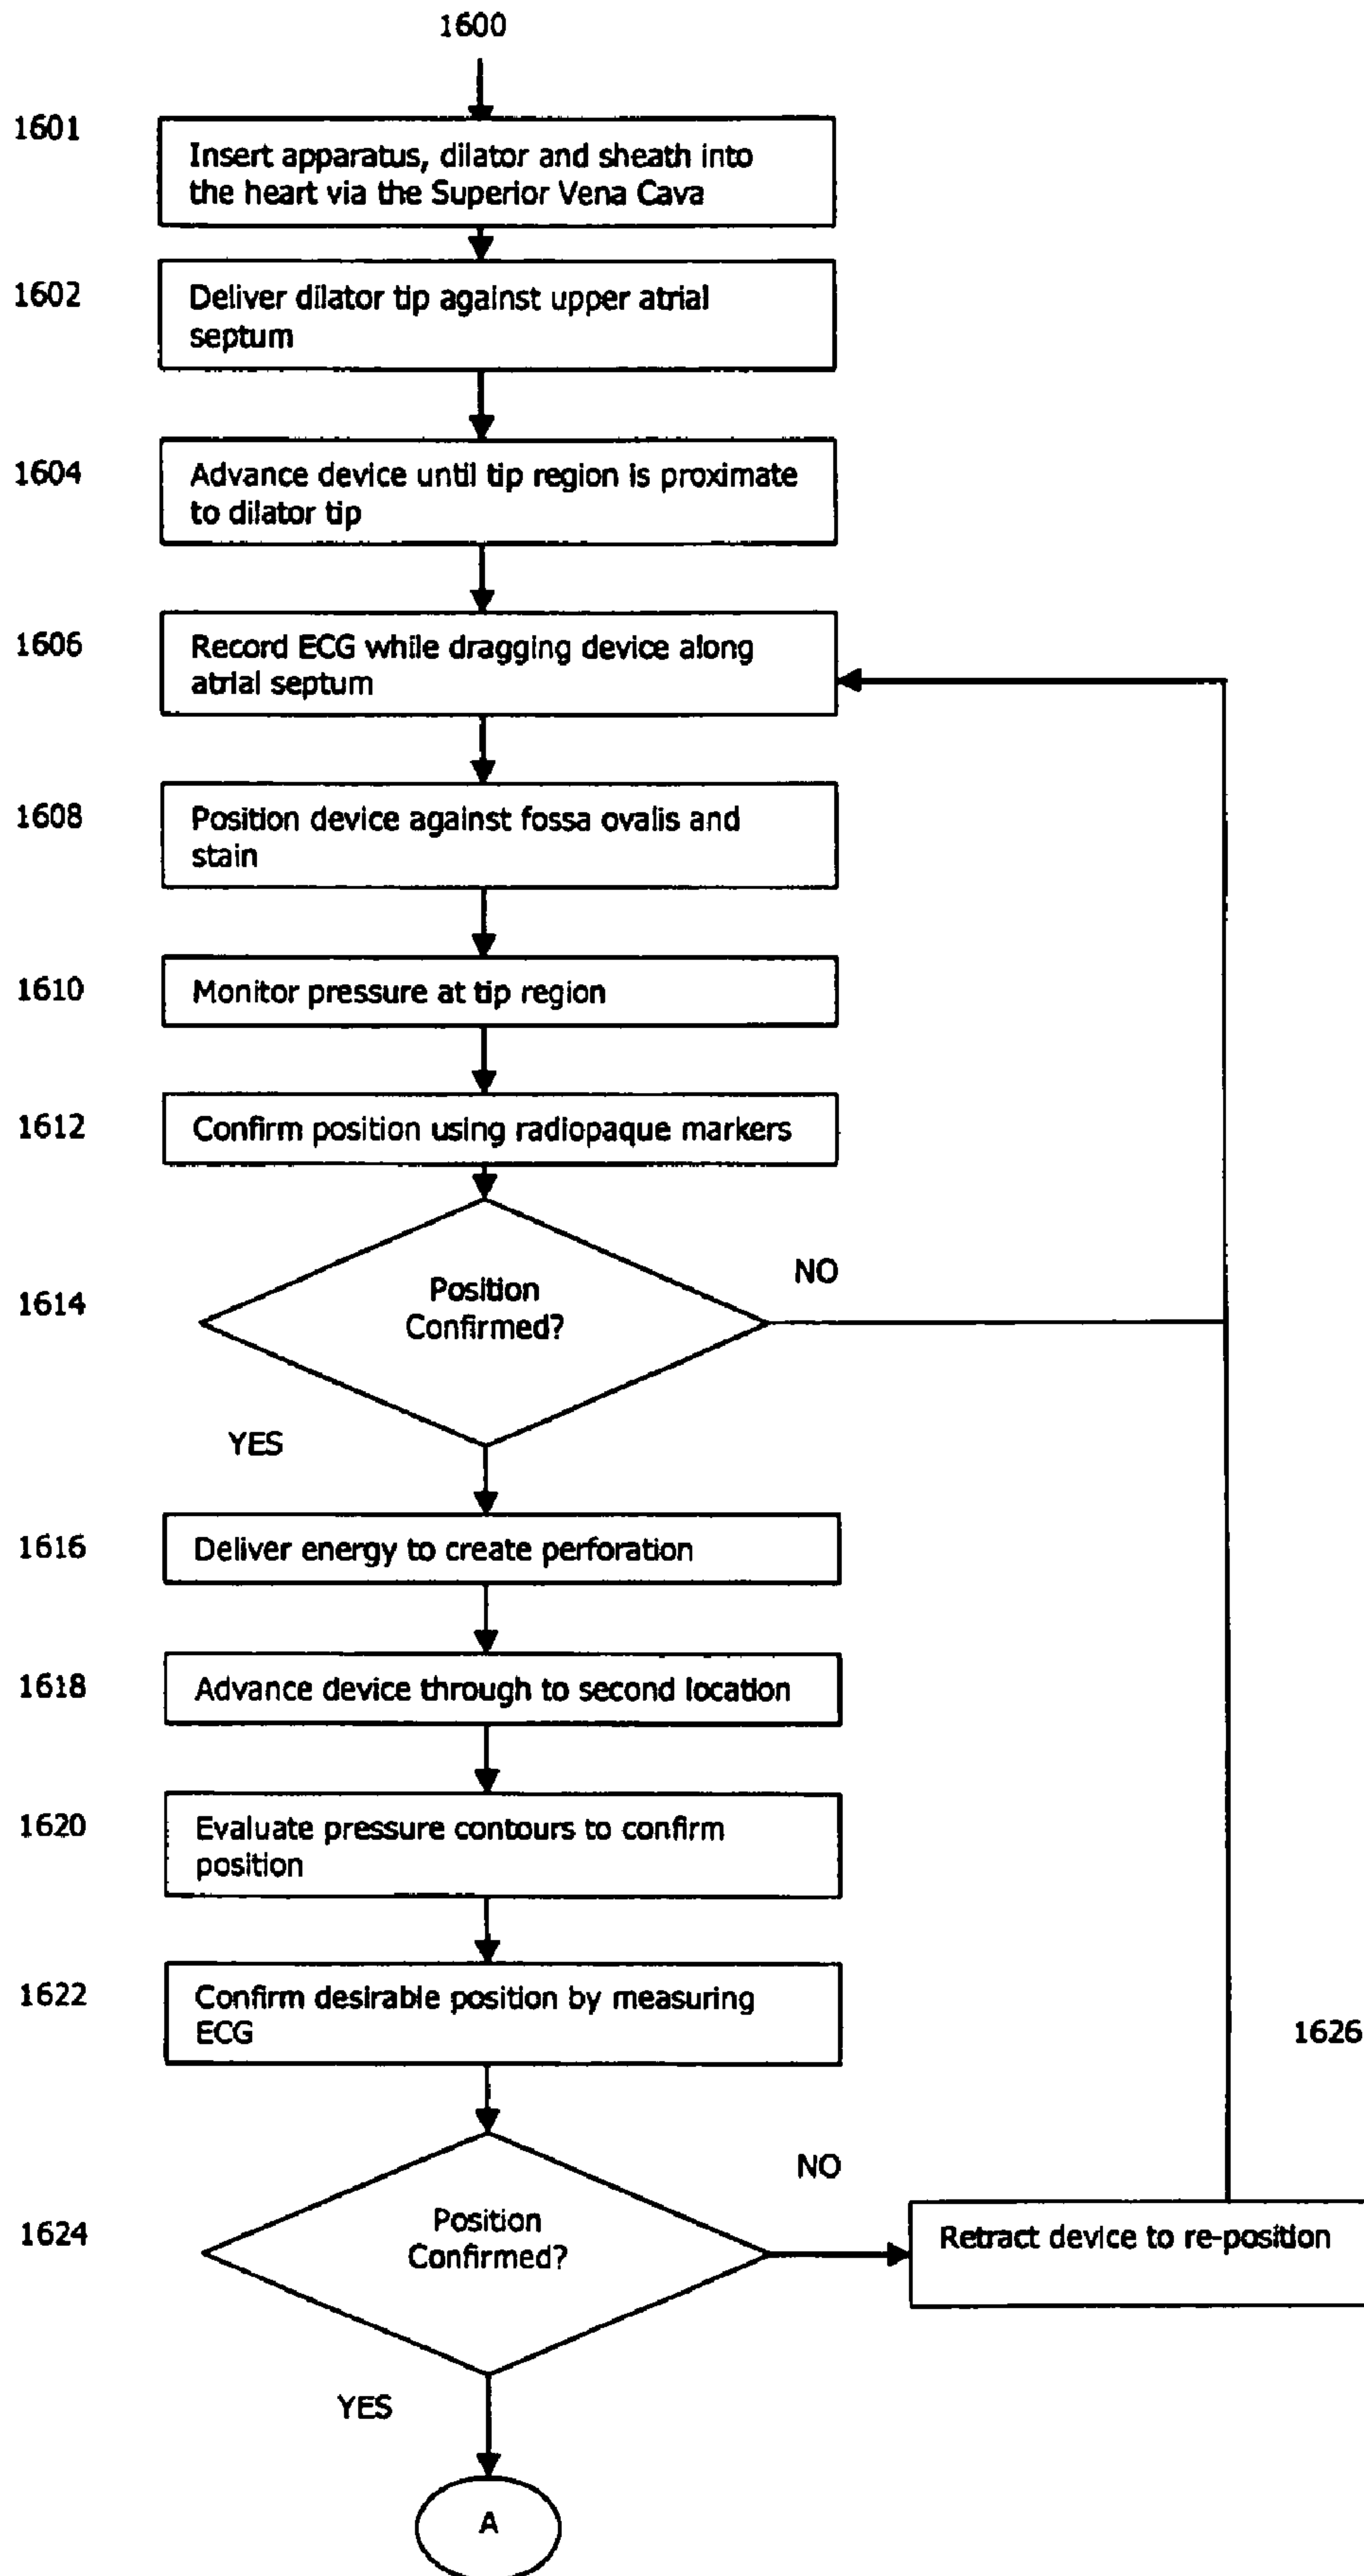 1600
1601
Insert apparatus, dilator and sheath into
the heart via the Superior Vena Cava
1602
Deliver dilator tip against upper atrial
septum
1604
Advance device until tip region is proximate
to dilator tip
1606
Record ECG while dragging device along
atrial septum
1608
Position device against fossa ovalis and
stain
1610
Monitor pressure at tip region
1612
Confirm position using radiopaque markers
1614
Position
Confirmed?
NO
YES
1616
Deliver energy to create perforation
1618
Advance device through to second location
1620
Evaluate pressure contours to confirm
position
1622
Confirm desirable position by measuring
ECG
1626
1624
Position
Confirmed?
NO
Retract device to re-position
YES
A